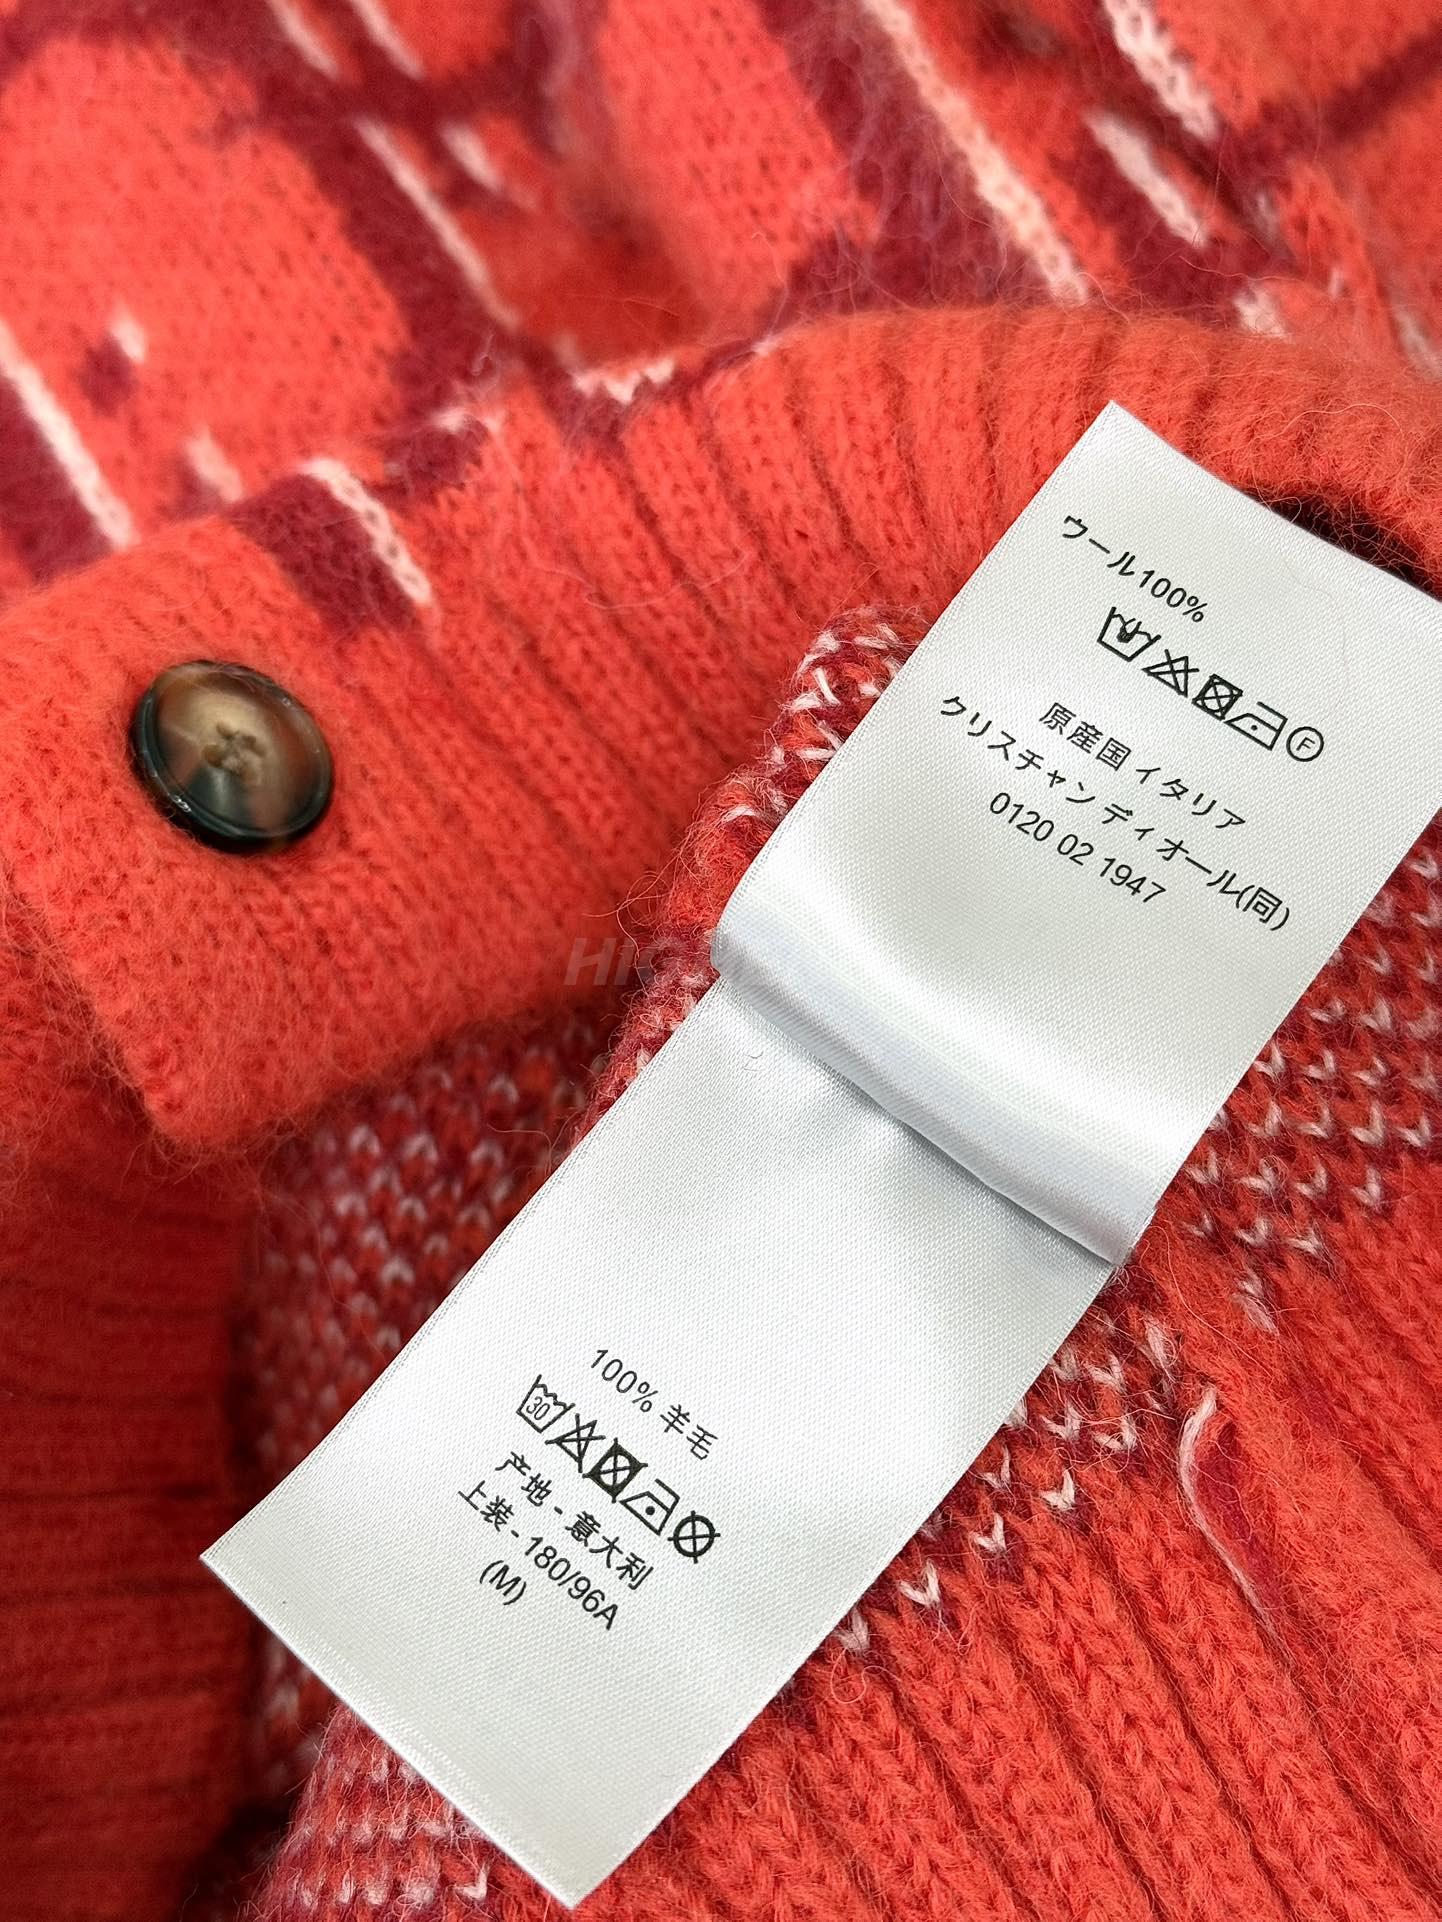 ウール100%
F
原産国 イタリア
クリスチャン ディオール(同)
0120 02 1947
100% 羊毛
30
产地 - 意大利
上装 - 180/96A
(M)